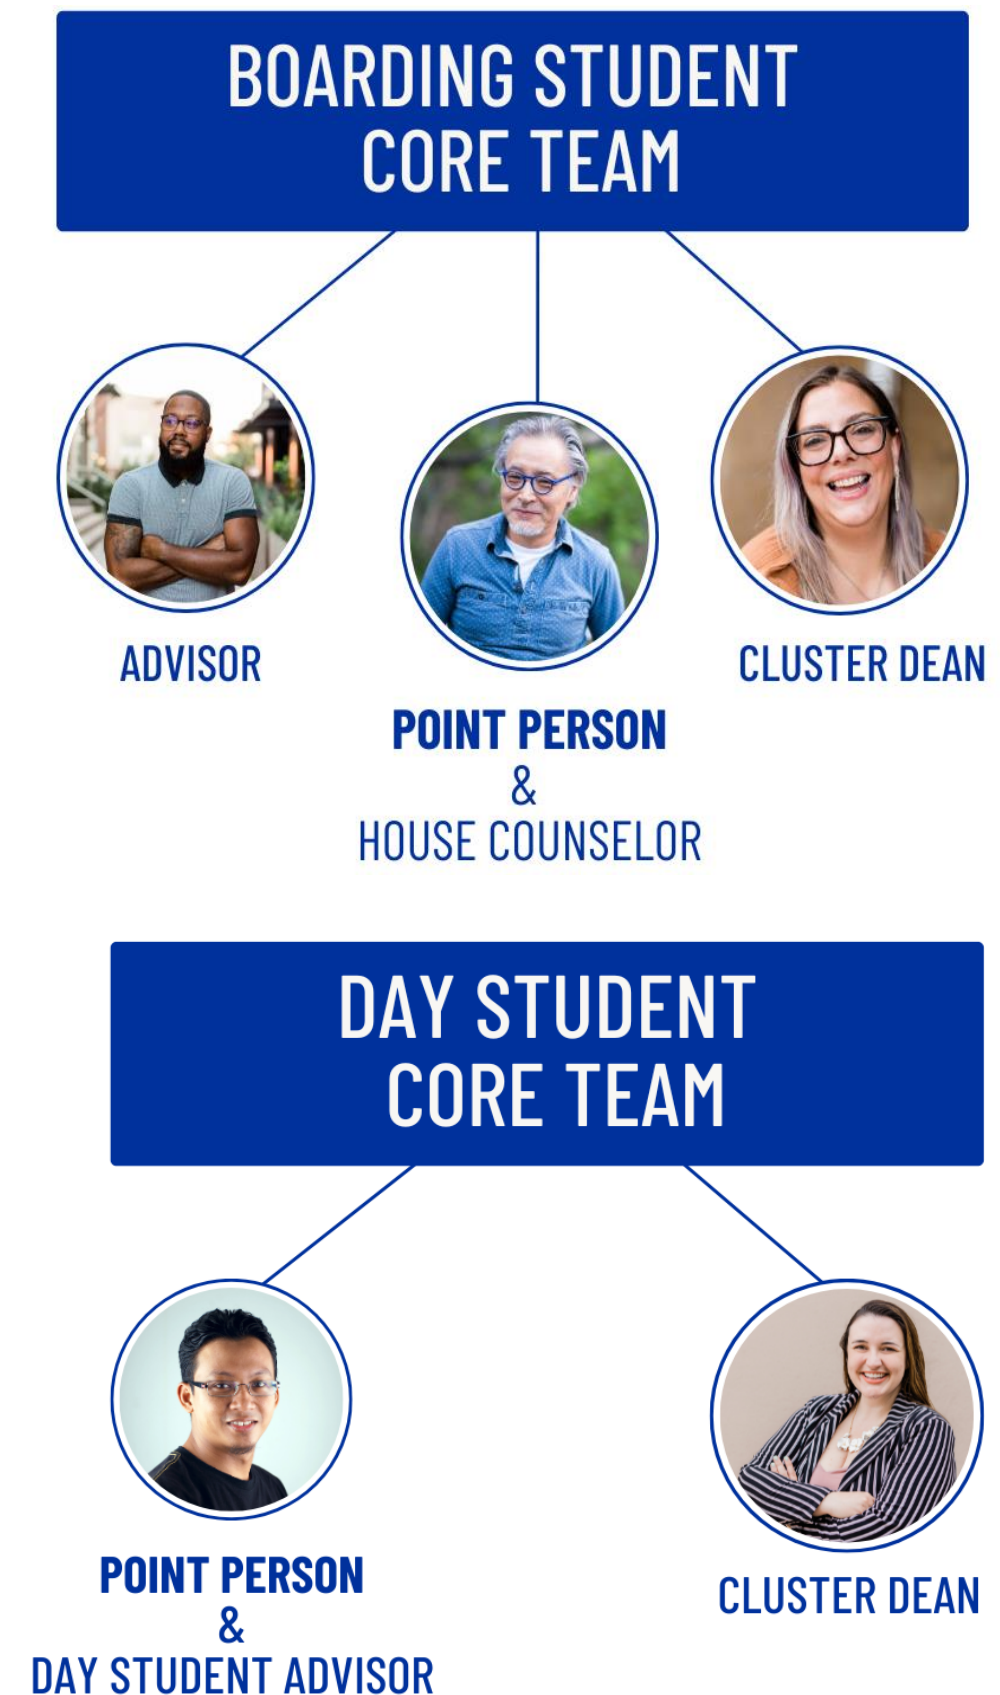 BOARDING STUDENT
CORE TEAM
ADVISOR
CLUSTER DEAN
POINT PERSON
&
HOUSE COUNSELOR
DAY STUDENT
CORE TEAM
POINT PERSON
&
DAY STUDENT ADVISOR
CLUSTER DEAN